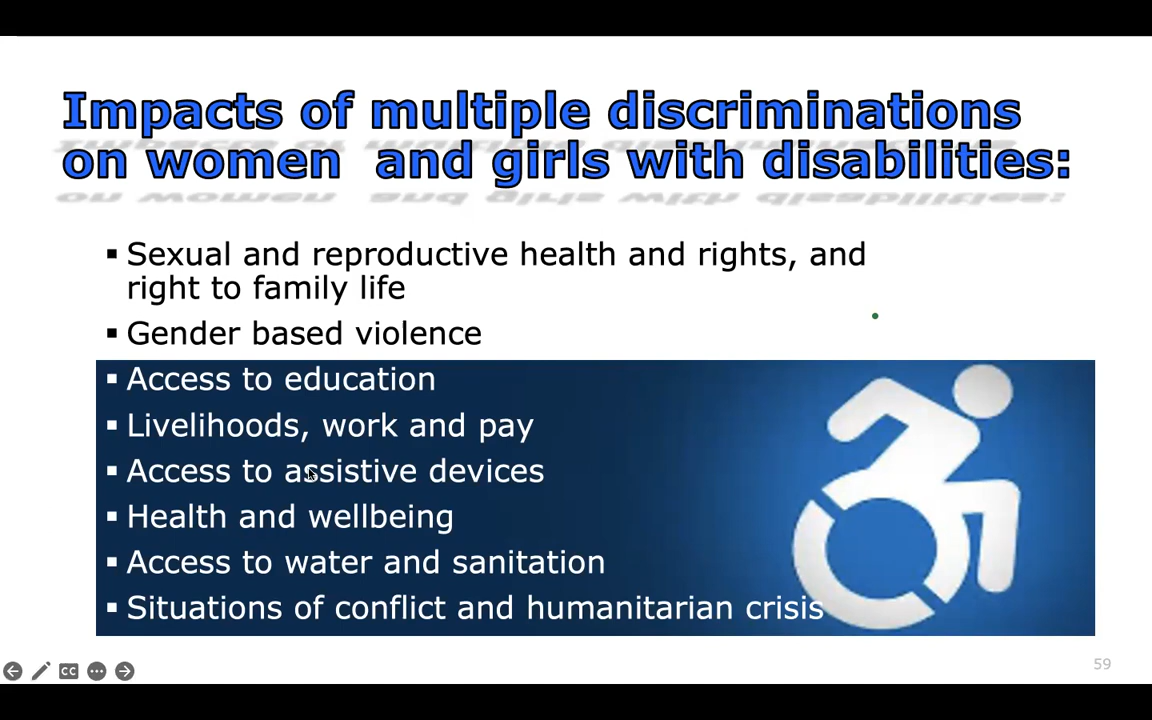 Impacts of multiple discriminations
on women  and girls with disabilities:
▪ Sexual and reproductive health and rights, and
right to family life
▪ Gender based violence
▪ Access to education
▪ Livelihoods, work and pay
▪ Access to assistive devices
▪ Health and wellbeing
▪ Access to water and sanitation
▪ Situations of conflict and humanitarian crisis
CC
59